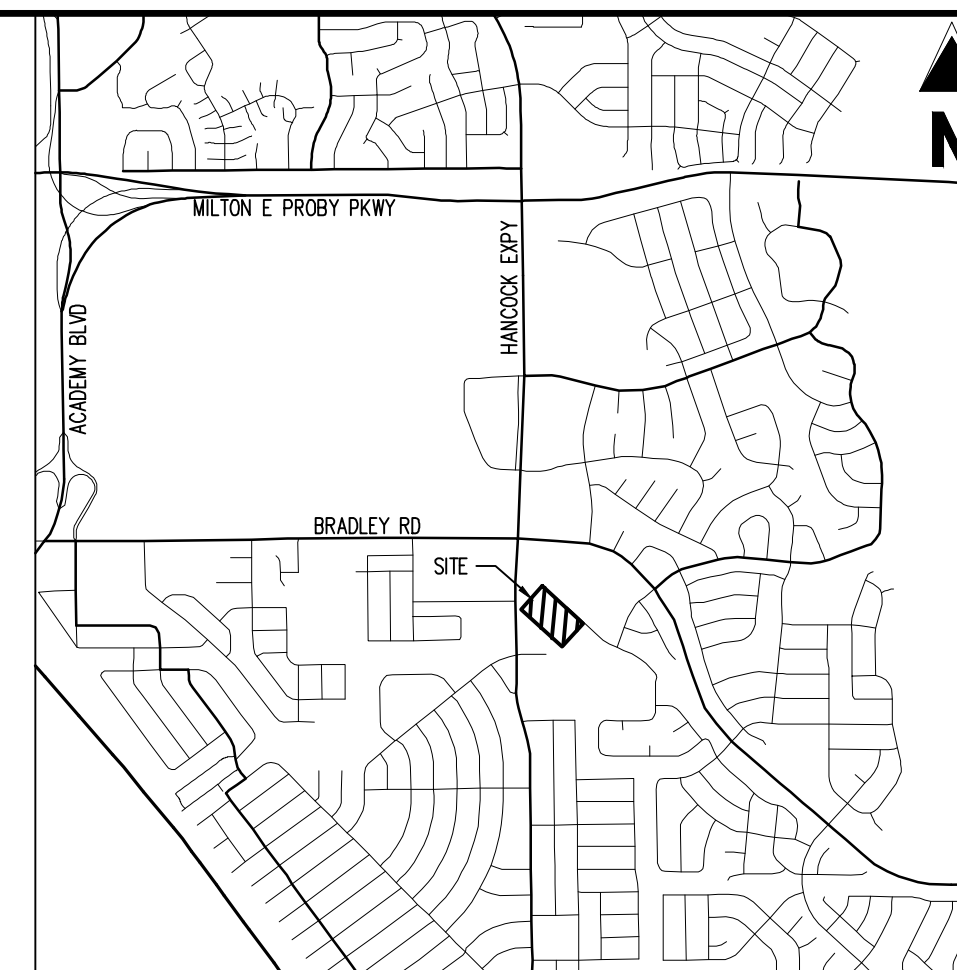 N
MILTON E PROBY PKWY
HANCOCK EXPY
ACADEMY BLVD
BRADLEY RD
SITE